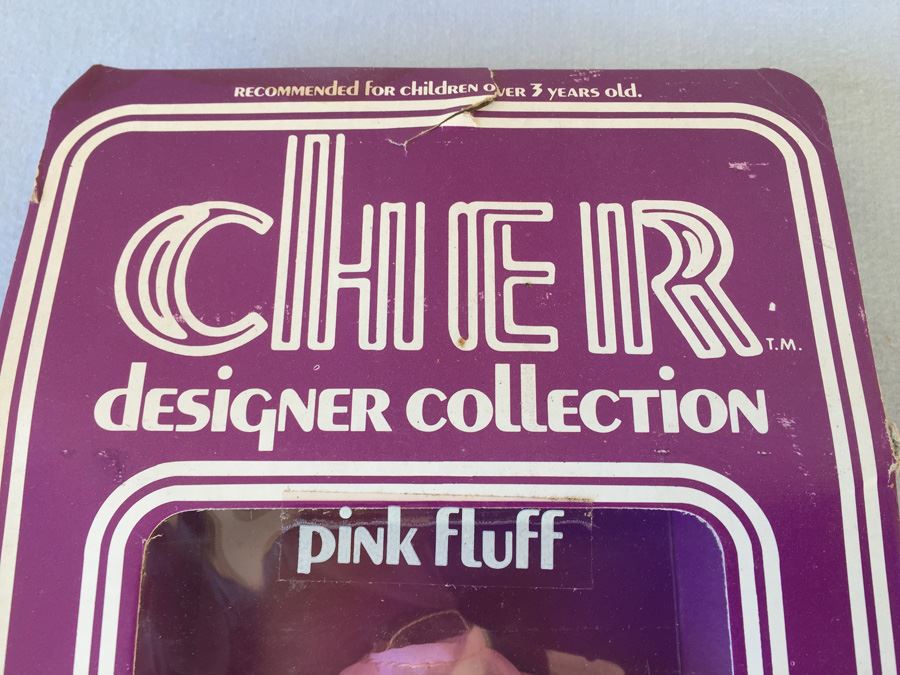 RECOMMENDED for children over 3 YEARS old.
CHER T.M.
designer collection
pink fluff